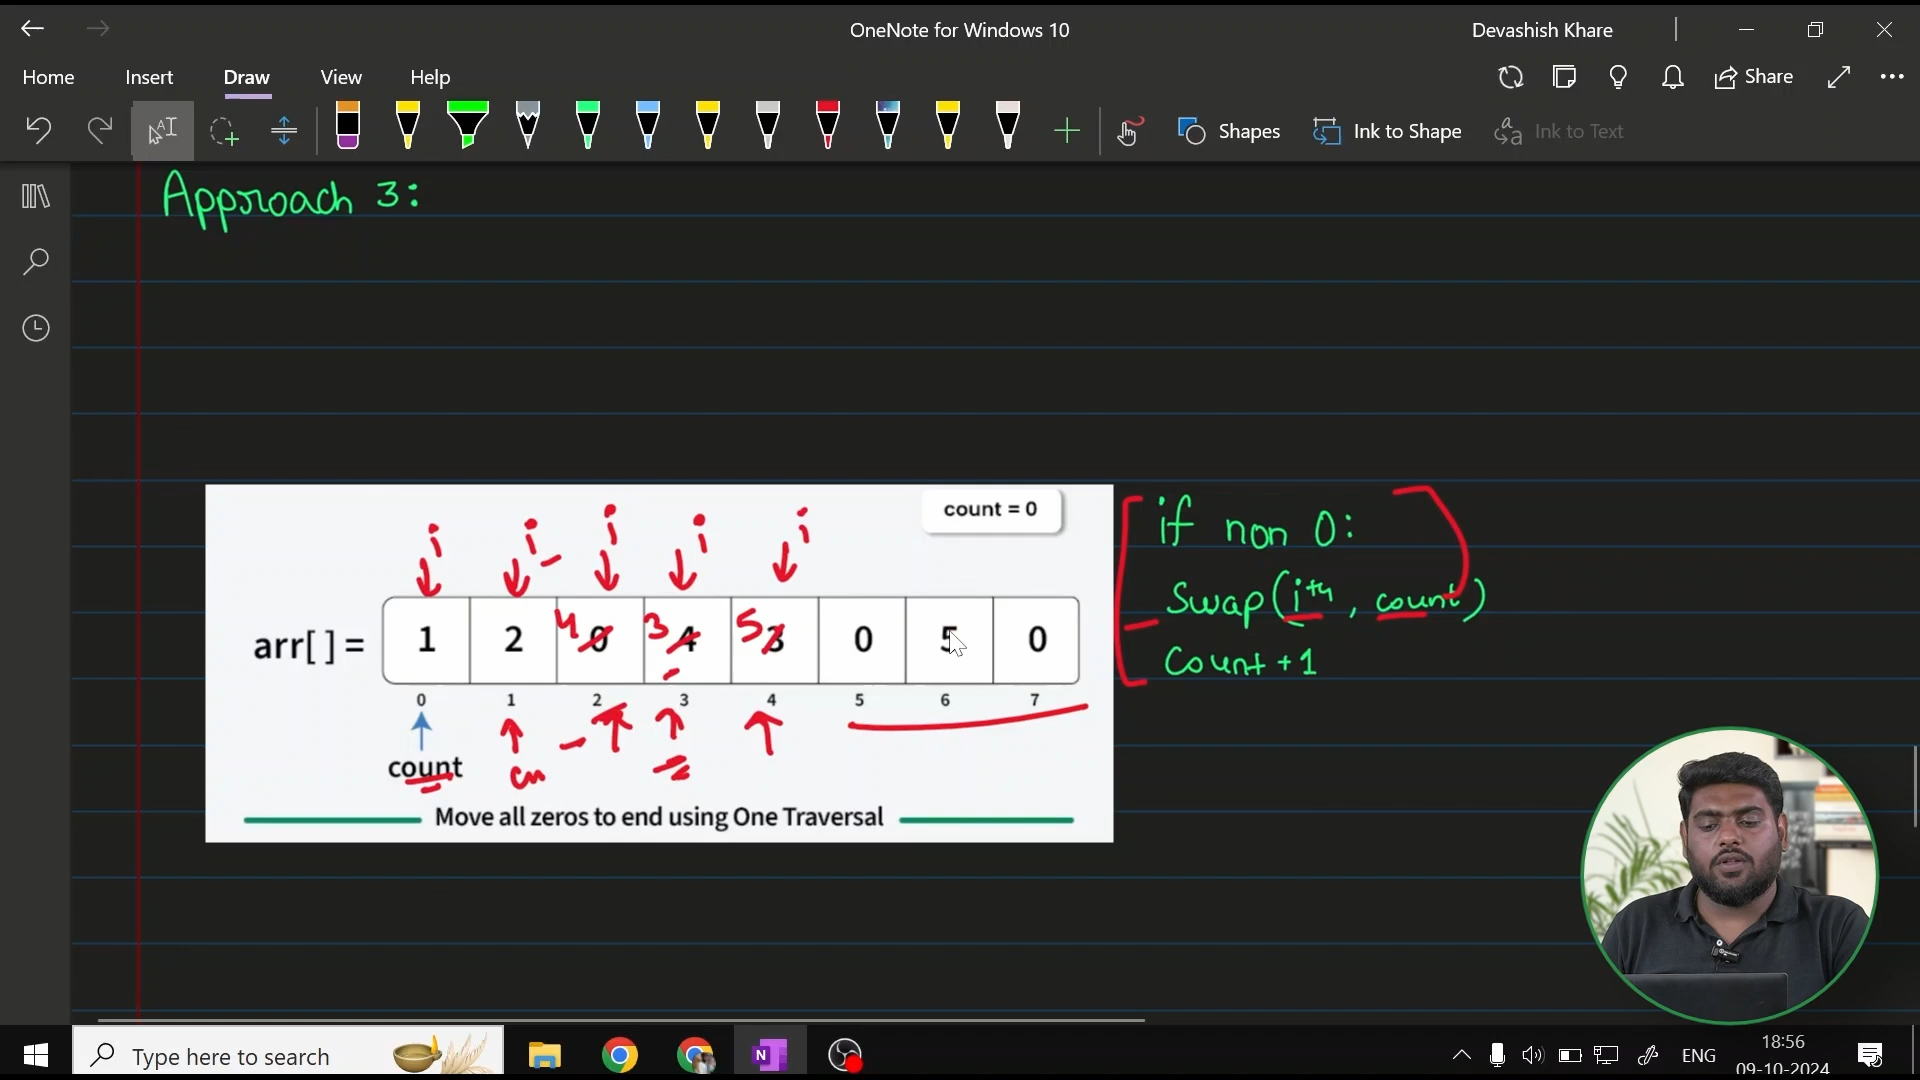 OneNote for Windows 10
Devashish Khare
Home Insert Draw View Help
Share
Shapes Ink to Shape Ink to Text
Approach 3:
count = 0
i i i i i
if non 0:
Swap(ith, count)
Count + 1
arr[ ] = 1 2 0 4 3 0 5 0
4 3 5
0 1 2 3 4 5 6 7
count
Move all zeros to end using One Traversal
Type here to search
N
ENG
18:56
09-10-2024